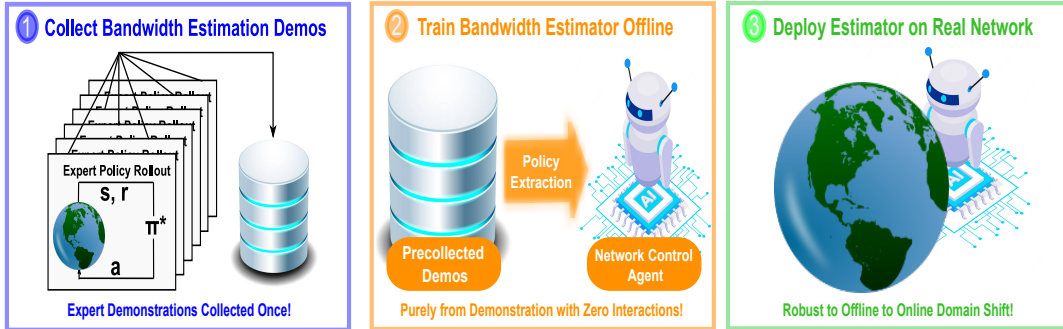 1 Collect Bandwidth Estimation Demos
Expert Policy Rollout
s, r
π*
a
Expert Demonstrations Collected Once!
2 Train Bandwidth Estimator Offline
Policy
Extraction
AI
Precollected
Demos
Network Control
Agent
Purely from Demonstration with Zero Interactions!
3 Deploy Estimator on Real Network
AI
Robust to Offline to Online Domain Shift!